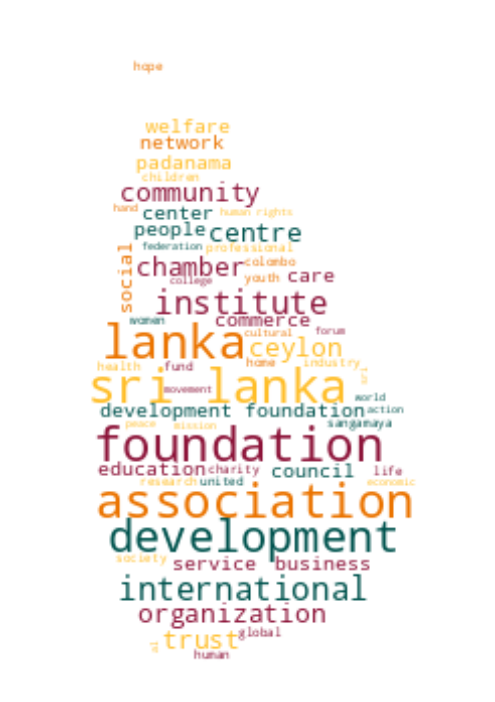 hope
welfare
network
padanama
children
community
hand center human rights
people centre
federation professional
social
chamber colombo
college youth care
institute
women commerce
lanka cultural forum
ceylon
health fund home industry
sri lanka
movement
world
development foundation action
peace mission sangamaya
foundation
education charity council life
research united economic
association
development
society service business
international
organization
trust global
human